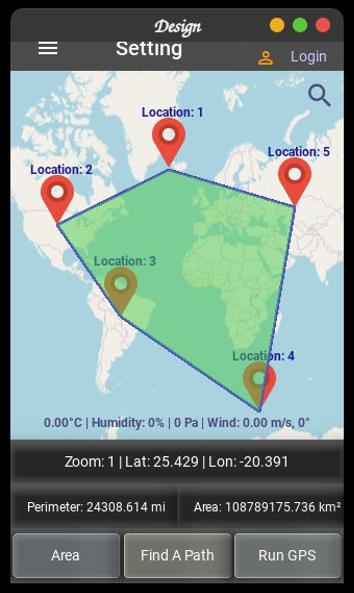 Design
Setting
Login
Location: 1
Location: 5
Location: 2
Location: 3
Location: 4
0.00°C | Humidity: 0% | 0 Pa | Wind: 0.00 m/s, 0°
Zoom: 1 | Lat: 25.429 | Lon: -20.391
Perimeter: 24308.614 mi
Area: 108789175.736 km²
Area
Find A Path
Run GPS